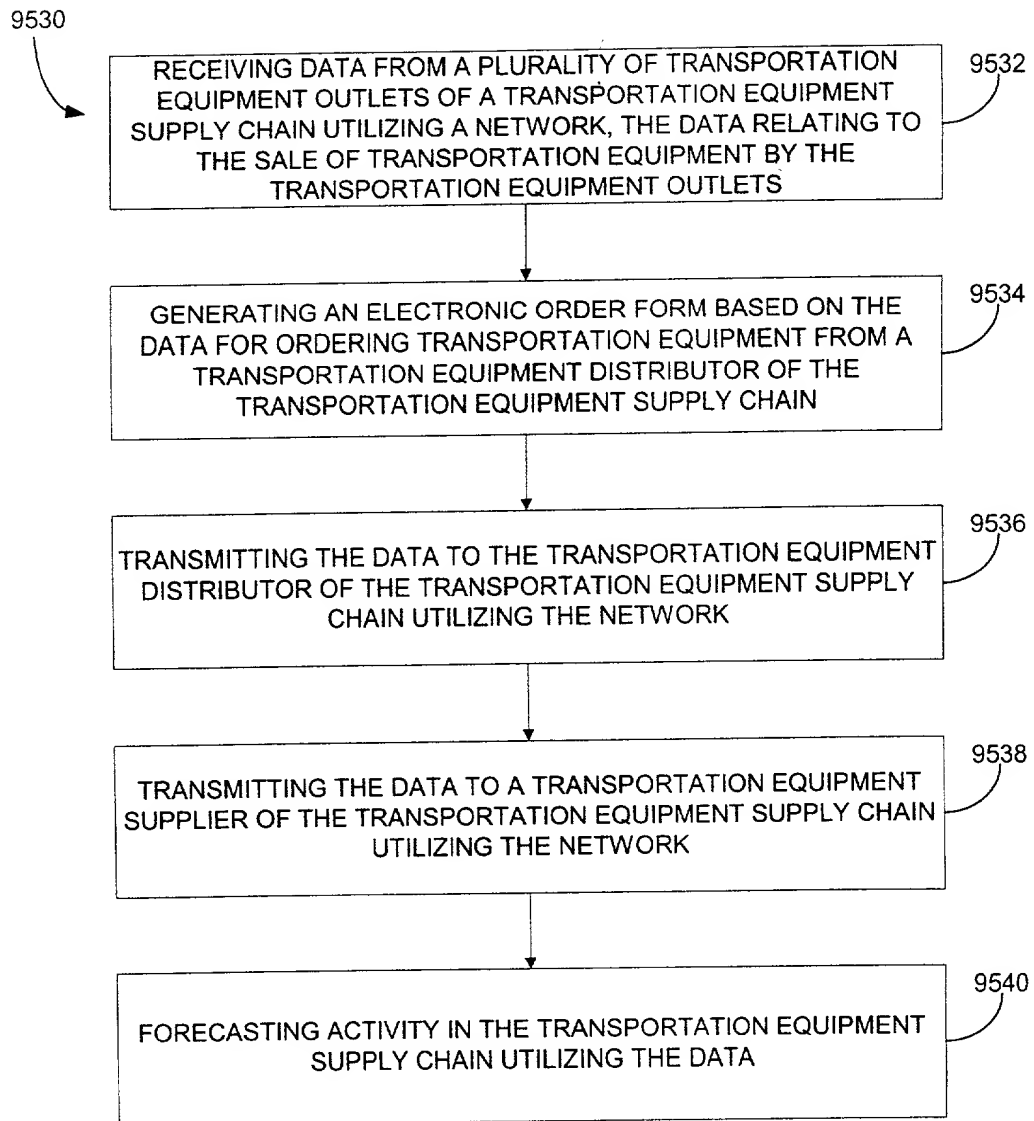 9530
RECEIVING DATA FROM A PLURALITY OF TRANSPORTATION
EQUIPMENT OUTLETS OF A TRANSPORTATION EQUIPMENT
SUPPLY CHAIN UTILIZING A NETWORK, THE DATA RELATING TO
THE SALE OF TRANSPORTATION EQUIPMENT BY THE
TRANSPORTATION EQUIPMENT OUTLETS
9532
GENERATING AN ELECTRONIC ORDER FORM BASED ON THE
DATA FOR ORDERING TRANSPORTATION EQUIPMENT FROM A
TRANSPORTATION EQUIPMENT DISTRIBUTOR OF THE
TRANSPORTATION EQUIPMENT SUPPLY CHAIN
9534
TRANSMITTING THE DATA TO THE TRANSPORTATION EQUIPMENT
DISTRIBUTOR OF THE TRANSPORTATION EQUIPMENT SUPPLY
CHAIN UTILIZING THE NETWORK
9536
TRANSMITTING THE DATA TO A TRANSPORTATION EQUIPMENT
SUPPLIER OF THE TRANSPORTATION EQUIPMENT SUPPLY CHAIN
UTILIZING THE NETWORK
9538
FORECASTING ACTIVITY IN THE TRANSPORTATION EQUIPMENT
SUPPLY CHAIN UTILIZING THE DATA
9540